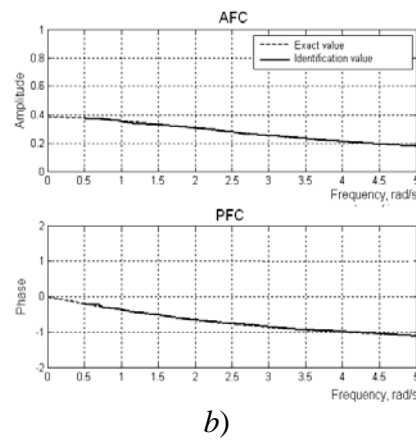 AFC
1
0.8
0.6
0.4
0.2
0
Amplitude
Exact value
Identification value
0 0.5 1 1.5 2 2.5 3 3.5 4 4.5 5
Frequency, rad/s
PFC
2
1
0
-1
-2
Phase
0 0.5 1 1.5 2 2.5 3 3.5 4 4.5 5
Frequency, rad/s
b)